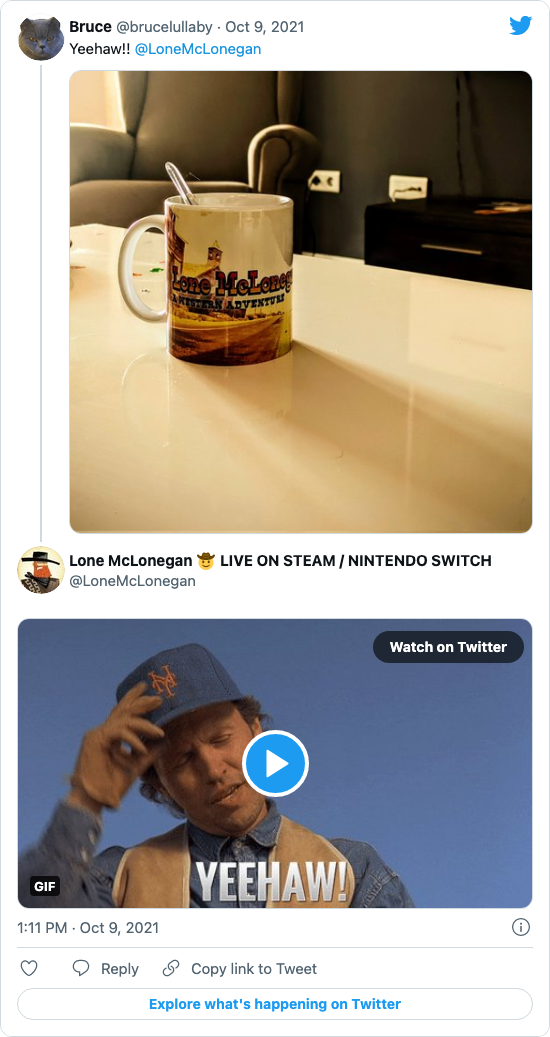 Bruce @brucelullaby · Oct 9, 2021
Yeehaw!! @LoneMcLonegan
Lone McLoneg
A WESTERN ADVENTURE
Lone McLonegan 🤠 LIVE ON STEAM / NINTENDO SWITCH
@LoneMcLonegan
Watch on Twitter
NY
YEEHAW!
GIF
1:11 PM · Oct 9, 2021
Reply
Copy link to Tweet
Explore what's happening on Twitter